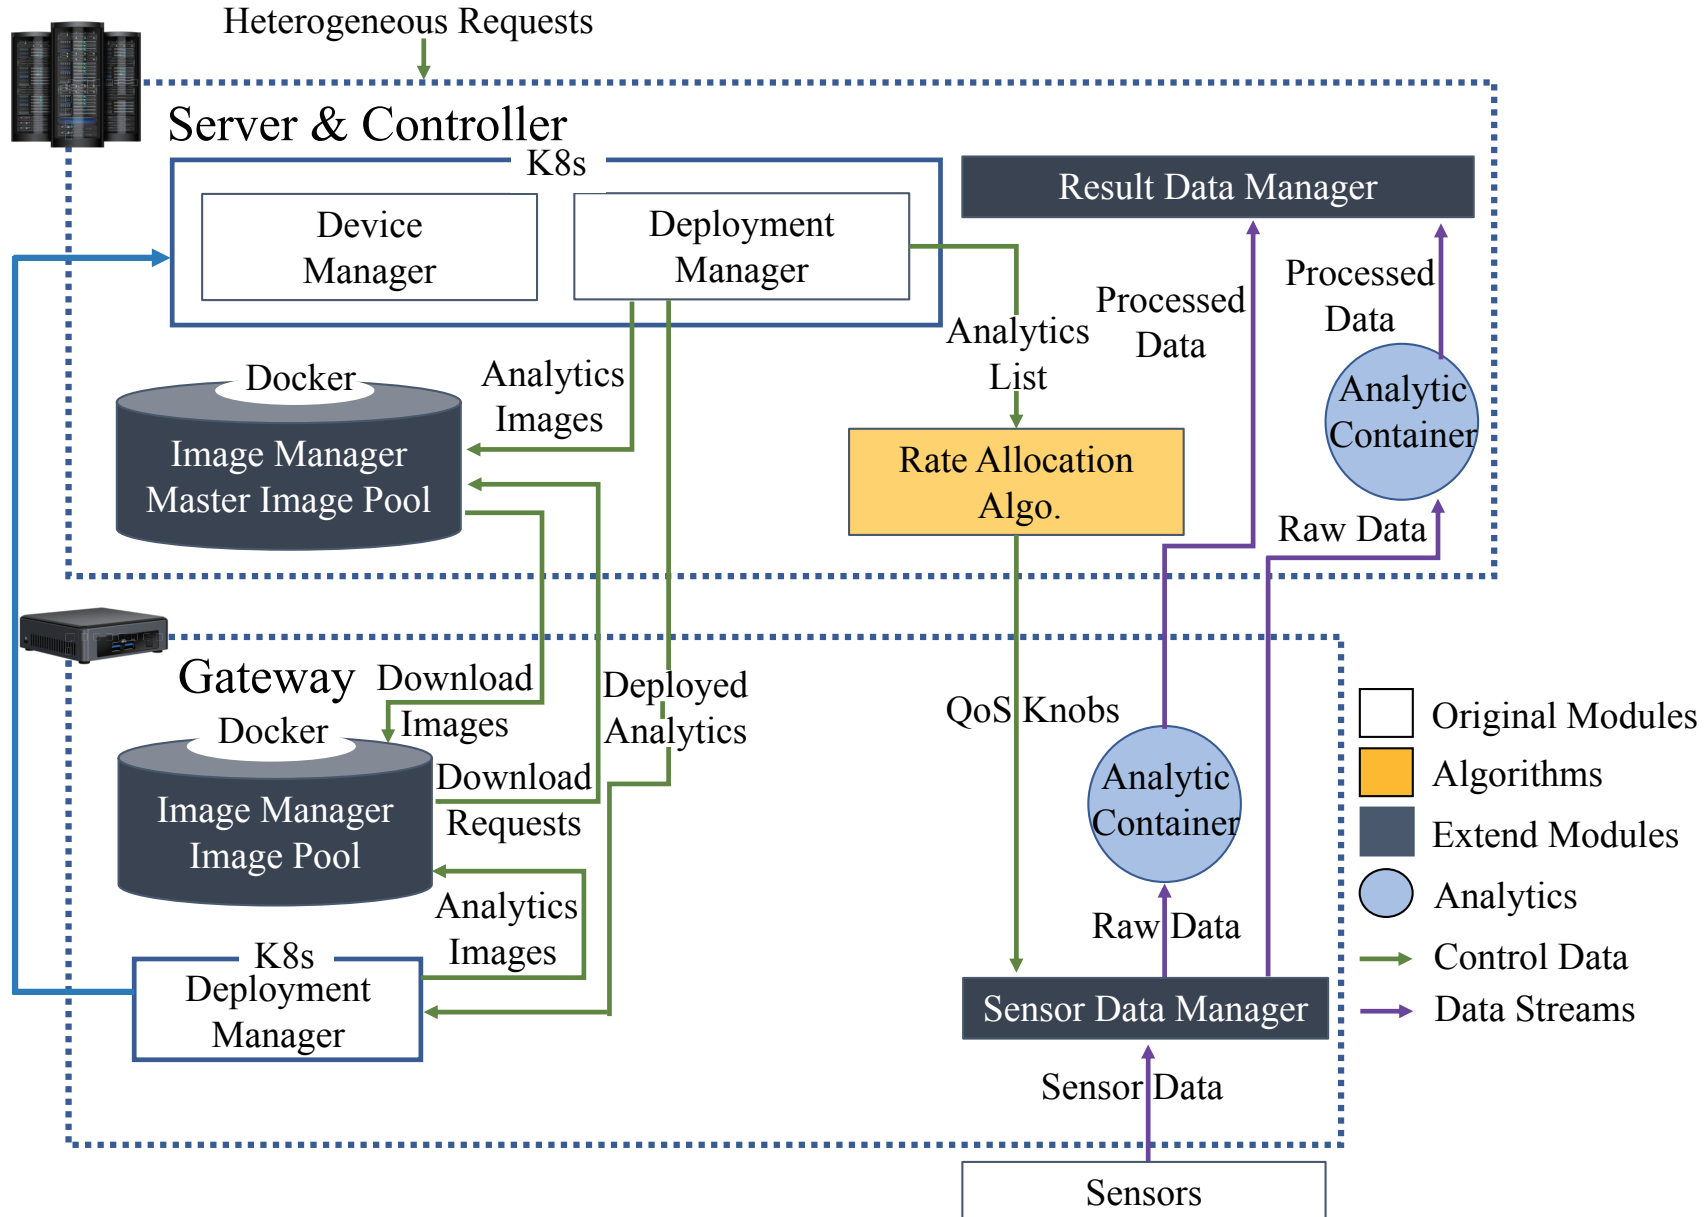 Heterogeneous Requests
Server & Controller
K8s
Device
Manager
Deployment
Manager
Result Data Manager
Processed
Data
Processed
Data
Analytics
List
Analytics
Images
Docker
Image Manager
Master Image Pool
Rate Allocation
Algo.
Analytic
Container
Raw Data
Gateway
Download
Images
Deployed
Analytics
QoS Knobs
Docker
Image Manager
Image Pool
Download
Requests
Analytic
Container
Analytics
Images
Raw Data
K8s
Deployment
Manager
Sensor Data Manager
Sensor Data
Sensors
Original Modules
Algorithms
Extend Modules
Analytics
Control Data
Data Streams